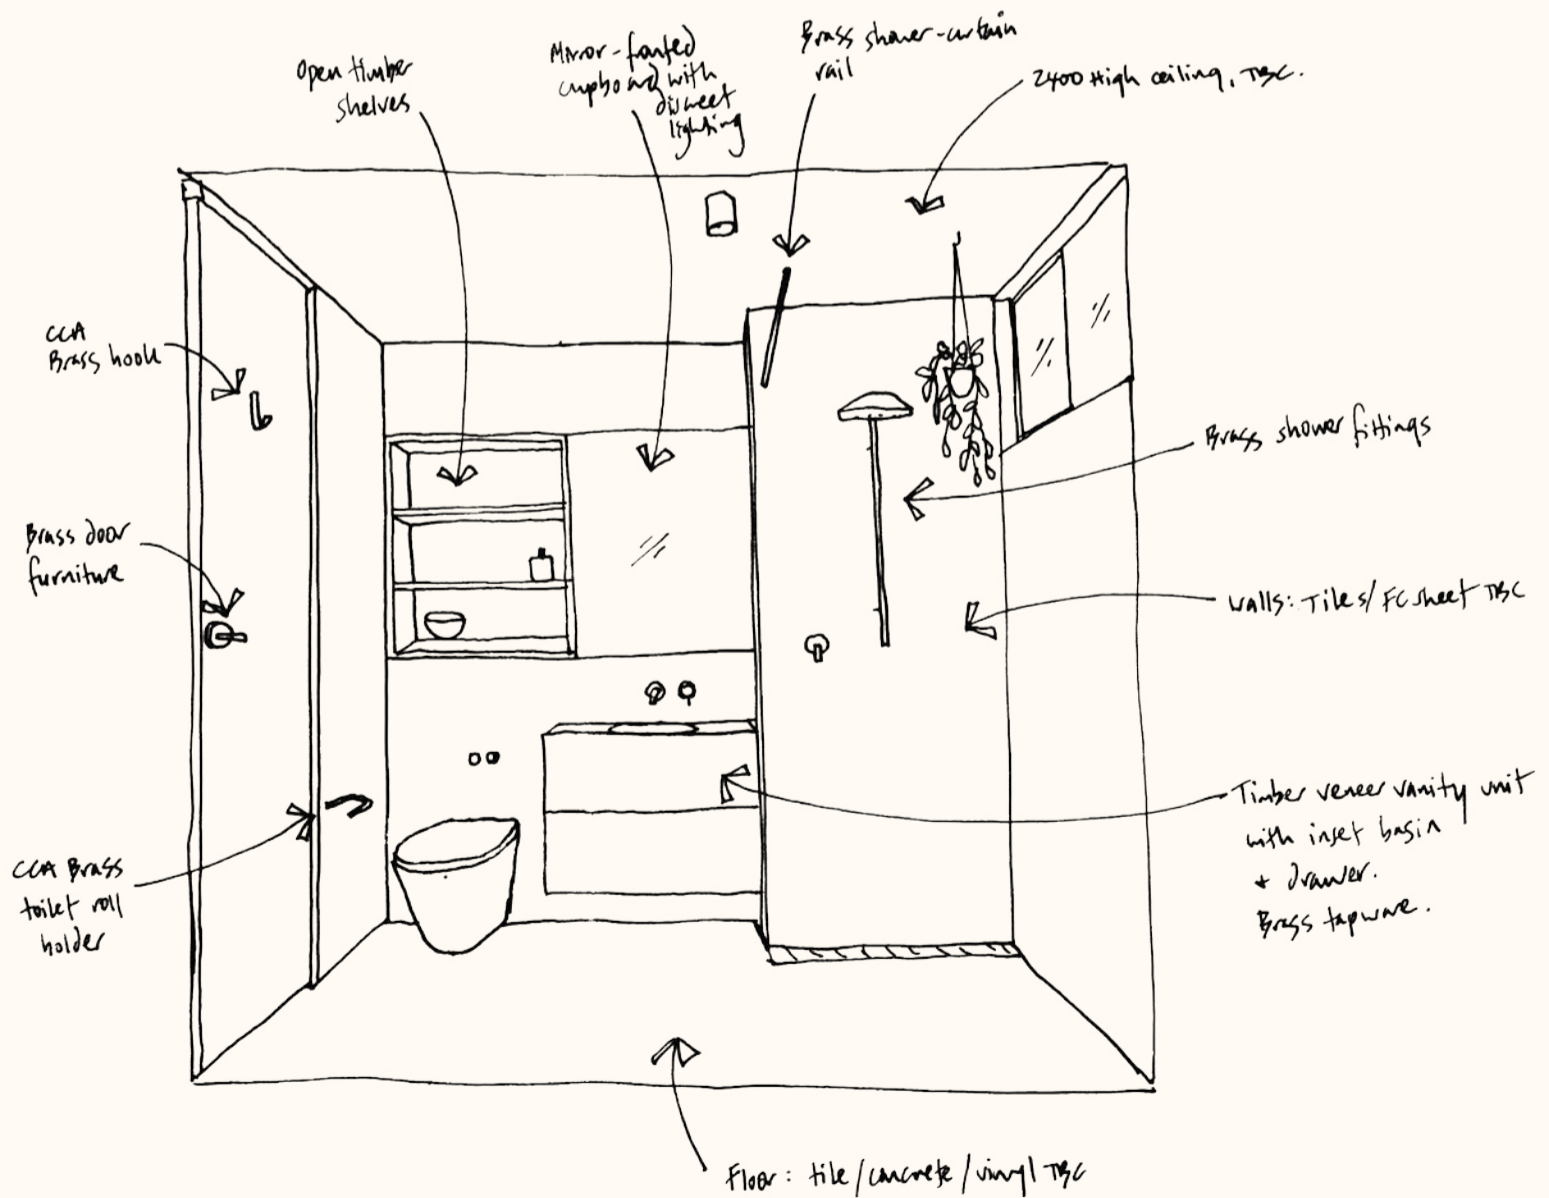 Open timber
shelves
Mirror-fronted
cupboard with
discreet
lighting
Brass shower-curtain
rail
2400 High ceiling, TBC.
CCA
Brass hook
Brass shower fittings
Brass door
furniture
Walls: Tiles/FC sheet TBC
Timber veneer vanity unit
with inset basin
+ drawer.
Brass tapware.
CCA Brass
toilet roll
holder
Floor: tile/concrete/vinyl TBC